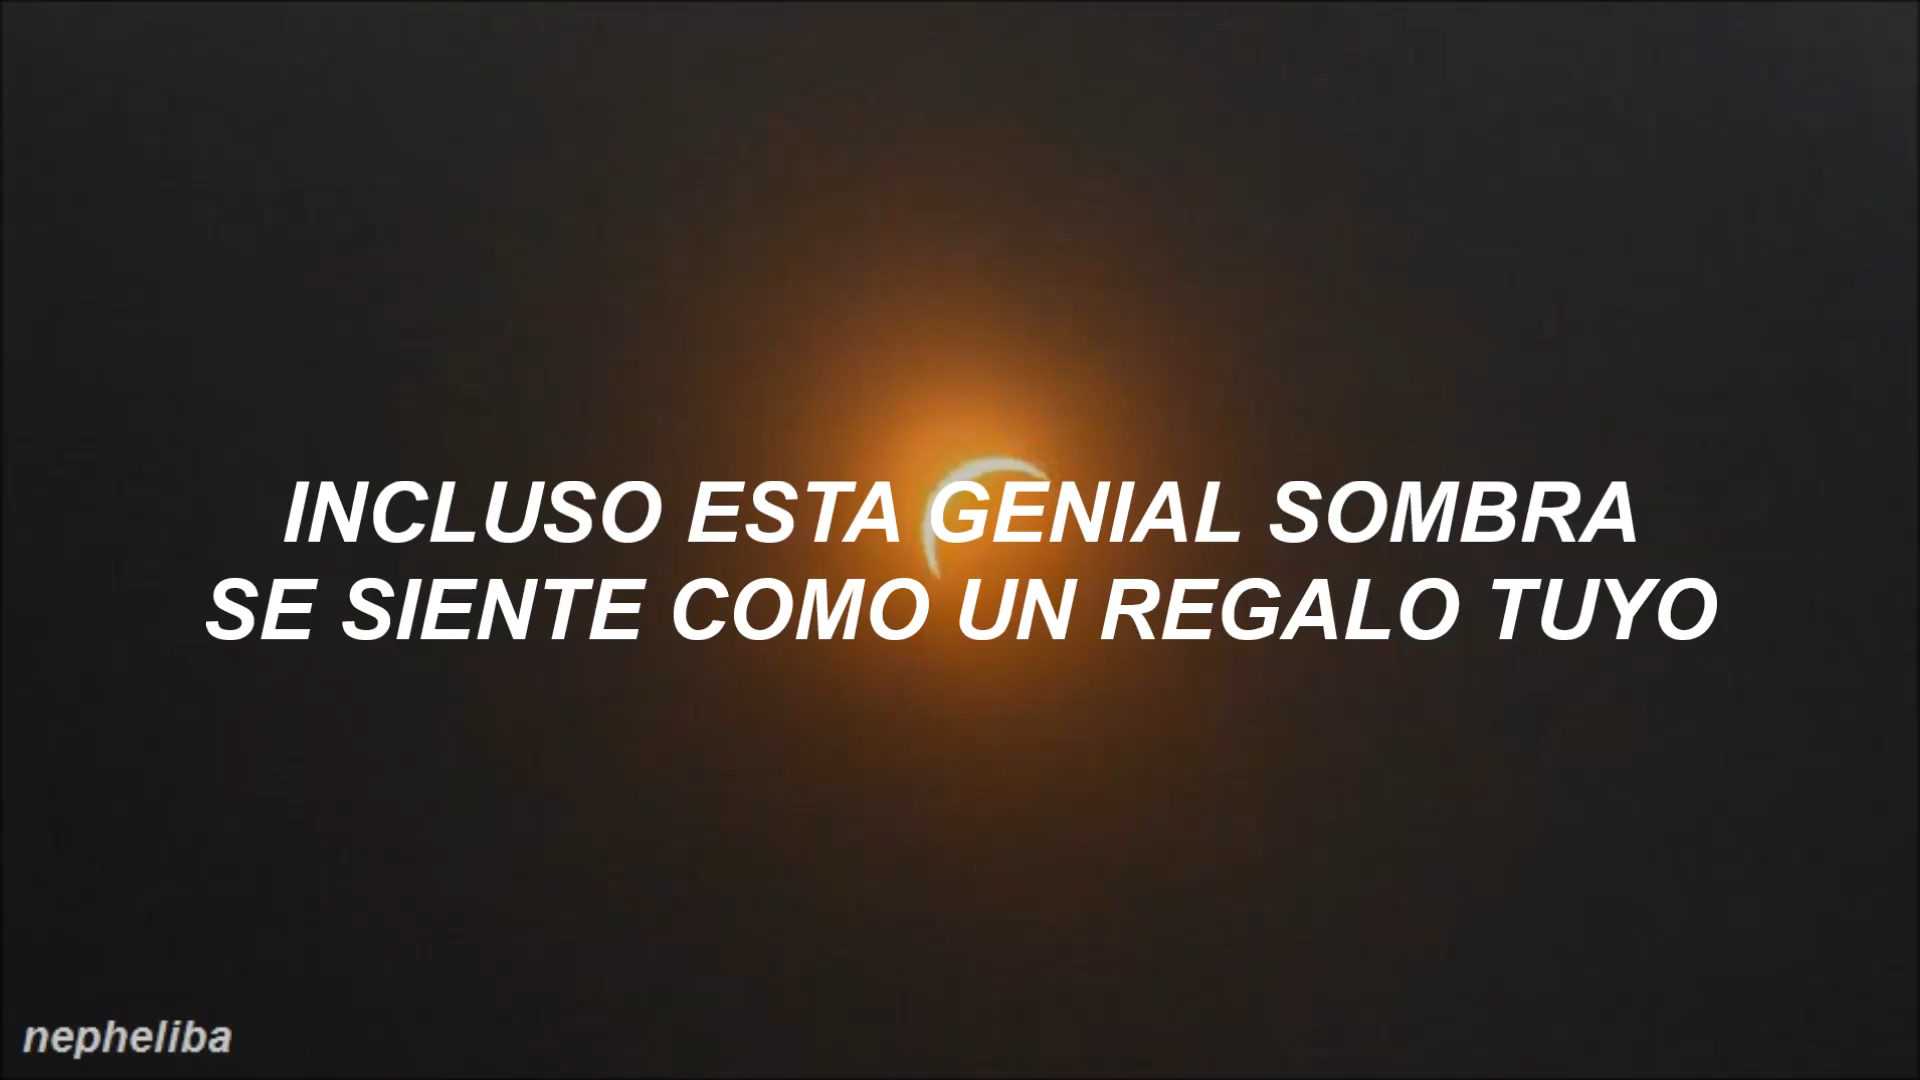 INCLUSO ESTA GENIAL SOMBRA
SE SIENTE COMO UN REGALO TUYO
nepheliba